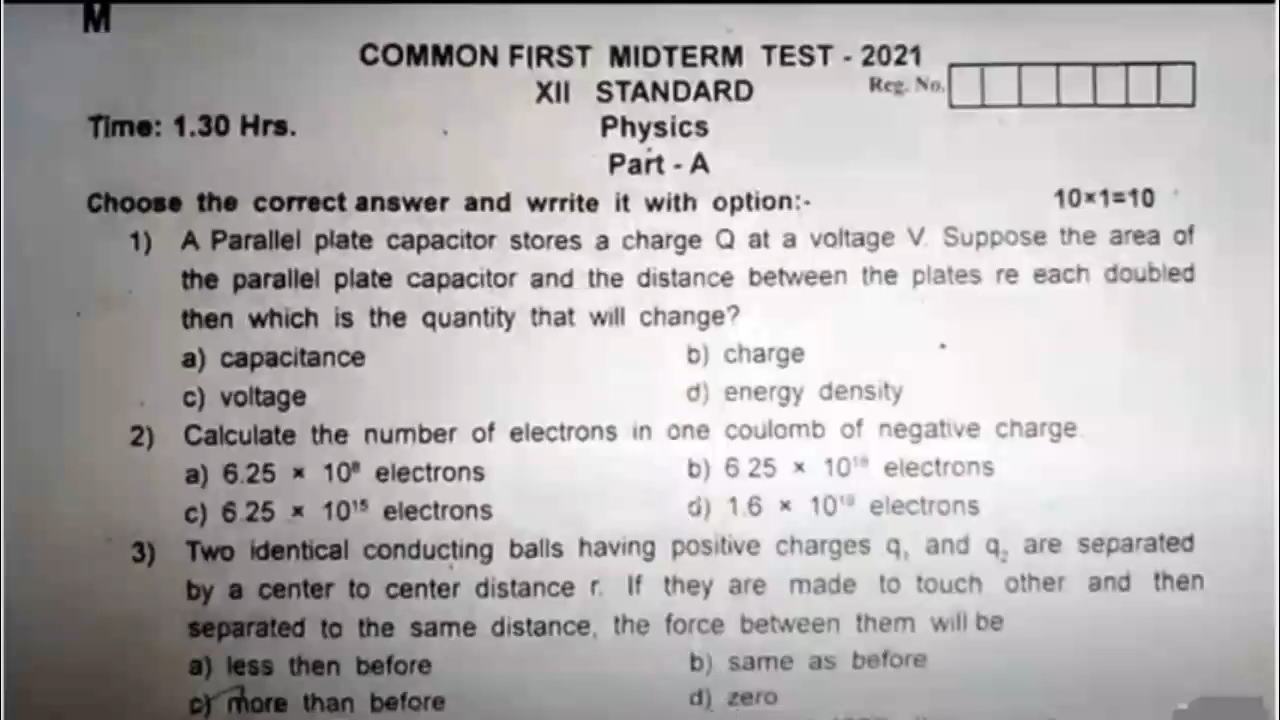 M
COMMON FIRST MIDTERM TEST - 2021
XII STANDARD
Reg. No.
Time: 1.30 Hrs.
Physics
Part - A
Choose the correct answer and wrrite it with option:- 10×1=10
1) A Parallel plate capacitor stores a charge Q at a voltage V. Suppose the area of
the parallel plate capacitor and the distance between the plates re each doubled
then which is the quantity that will change?
a) capacitance b) charge
c) voltage d) energy density
2) Calculate the number of electrons in one coulomb of negative charge.
a) 6.25 × 10⁸ electrons b) 6.25 × electrons
c) 6.25 × 10¹⁵ electrons d) 1.6 × electrons
3) Two identical conducting balls having positive charges q₁ and q₂ are separated
by a center to center distance r. If they are made to touch other and then
separated to the same distance, the force between them will be
a) less then before b) same as before
c) more than before d) zero